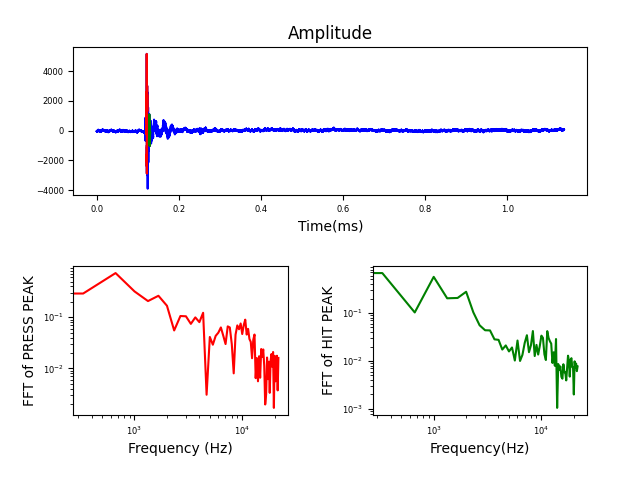 Amplitude
4000
2000
0
−2000
−4000
0.0 0.2 0.4 0.6 0.8 1.0
Time(ms)
FFT of PRESS PEAK
10⁻¹
10⁻²
10³ 10⁴
Frequency (Hz)
FFT of HIT PEAK
10⁻¹
10⁻²
10⁻³
10³ 10⁴
Frequency(Hz)